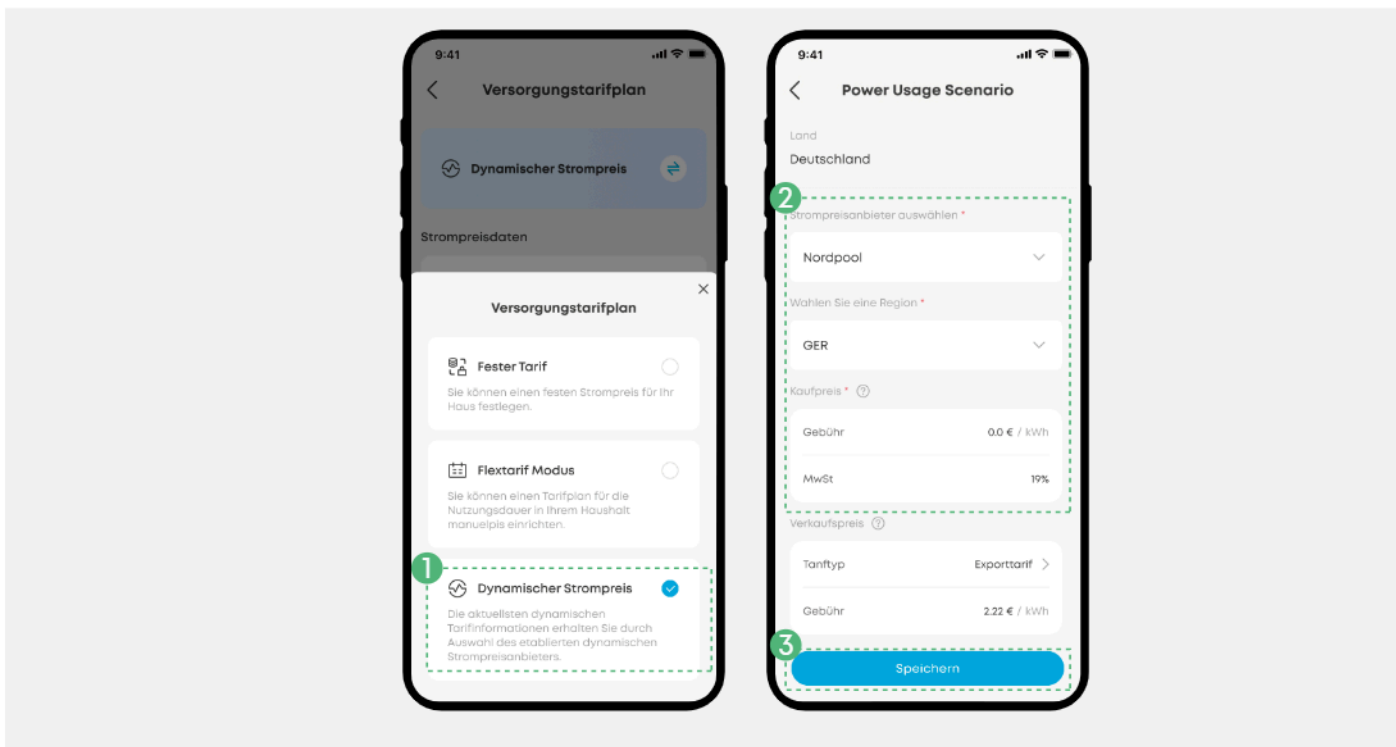 9:41
Versorgungstarifplan
Dynamischer Strompreis
Strompreisdaten
Versorgungstarifplan
Fester Tarif
Sie können einen festen Strompreis für Ihr
Haus festlegen.
Flextarif Modus
Sie können einen Tarifplan für die
Nutzungsdauer in Ihrem Haushalt
manuelpis einrichten.
1
Dynamischer Strompreis
Die aktuellsten dynamischen
Tarifinformationen erhalten Sie durch
Auswahl des etablierten dynamischen
Strompreisanbieters.
9:41
Power Usage Scenario
Land
Deutschland
2
Strompreisanbieter auswählen *
Nordpool
Wahlen Sie eine Region *
GER
Kaufpreis * ?
Gebühr 0.0 € / kWh
MwSt 19%
Verkaufspreis ?
Tanftyp Exporttarif
Gebühr 2.22 € / kWh
3
Speichern